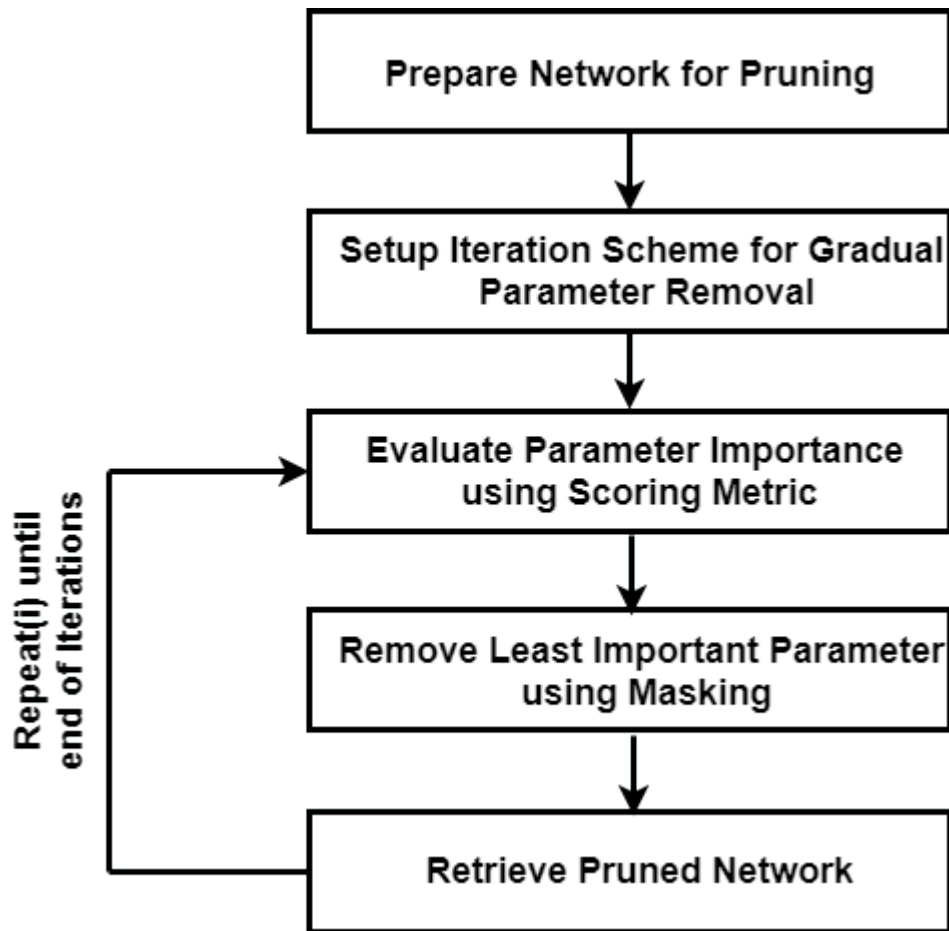 Prepare Network for Pruning
Setup Iteration Scheme for Gradual
Parameter Removal
Evaluate Parameter Importance
using Scoring Metric
Remove Least Important Parameter
using Masking
Retrieve Pruned Network
Repeat(i) until
end of Iterations